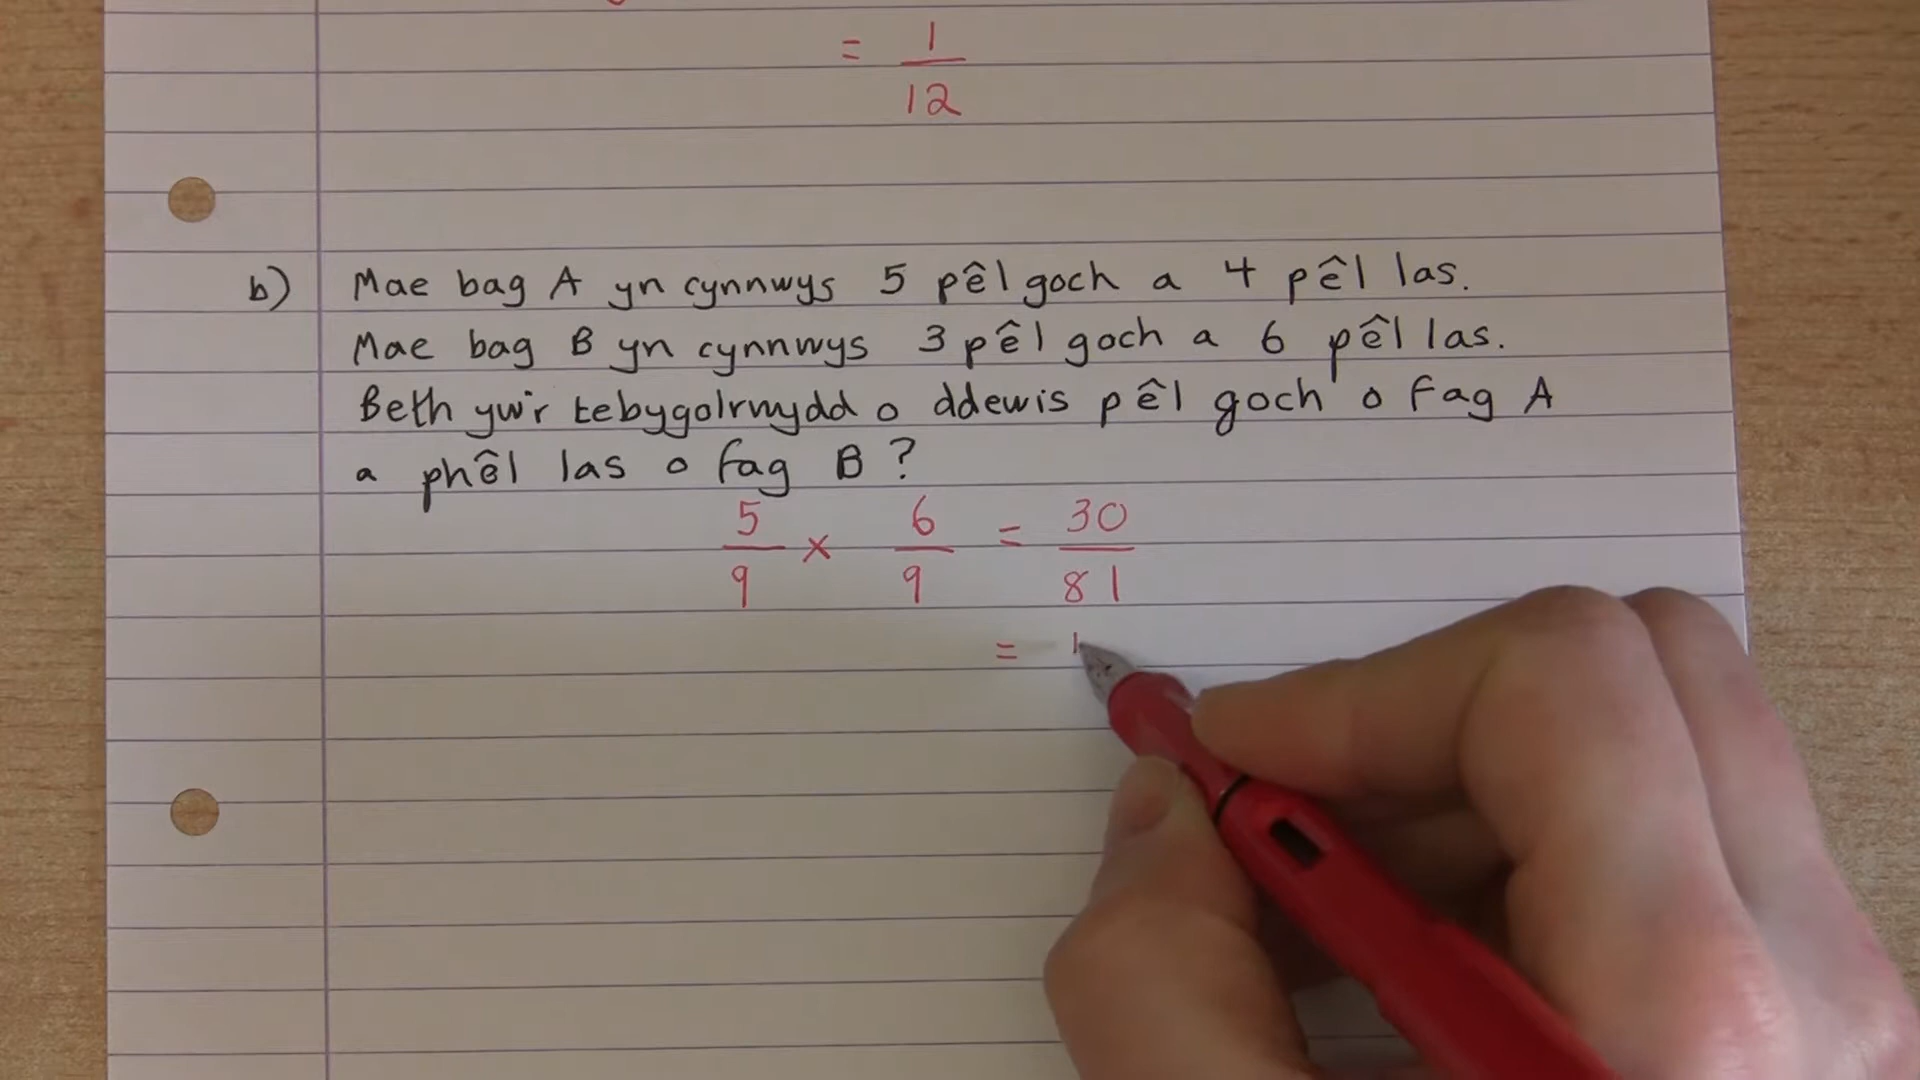 = 1/12
b) Mae bag A yn cynnwys 5 pêl goch a 4 pêl las.
Mae bag B yn cynnwys 3 pêl goch a 6 pêl las.
Beth yw'r tebygolrwydd o ddewis pêl goch o fag A
a phêl las o fag B?
5/9 × 6/9 = 30/81
= 1